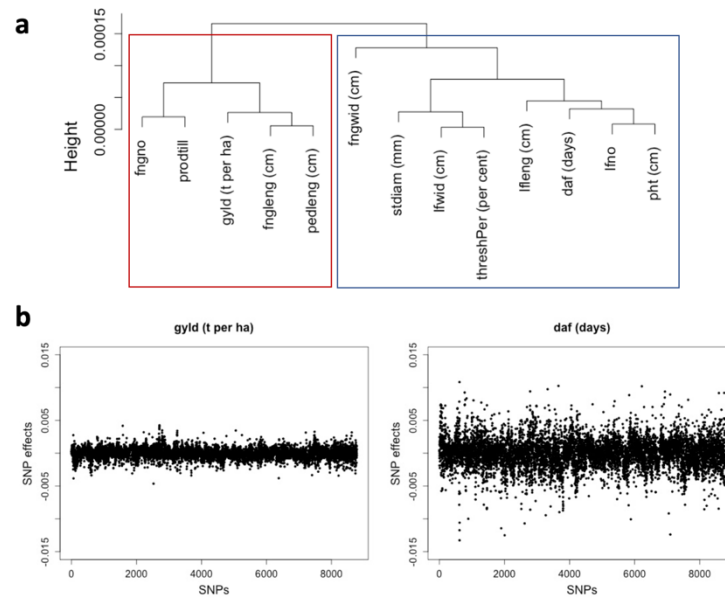 a
Height
0.00015
0.00000
fngno
prodtill
gyld (t per ha)
fngleng (cm)
pedleng (cm)
fngwid (cm)
stdiam (mm)
lfwid (cm)
threshPer (per cent)
lfleng (cm)
daf (days)
lfno
pht (cm)
b
gyld (t per ha)
SNP effects
0.015
0.005
-0.005
-0.015
0
2000
4000
6000
8000
SNPs
daf (days)
SNP effects
0.015
0.005
-0.005
-0.015
0
2000
4000
6000
8000
SNPs